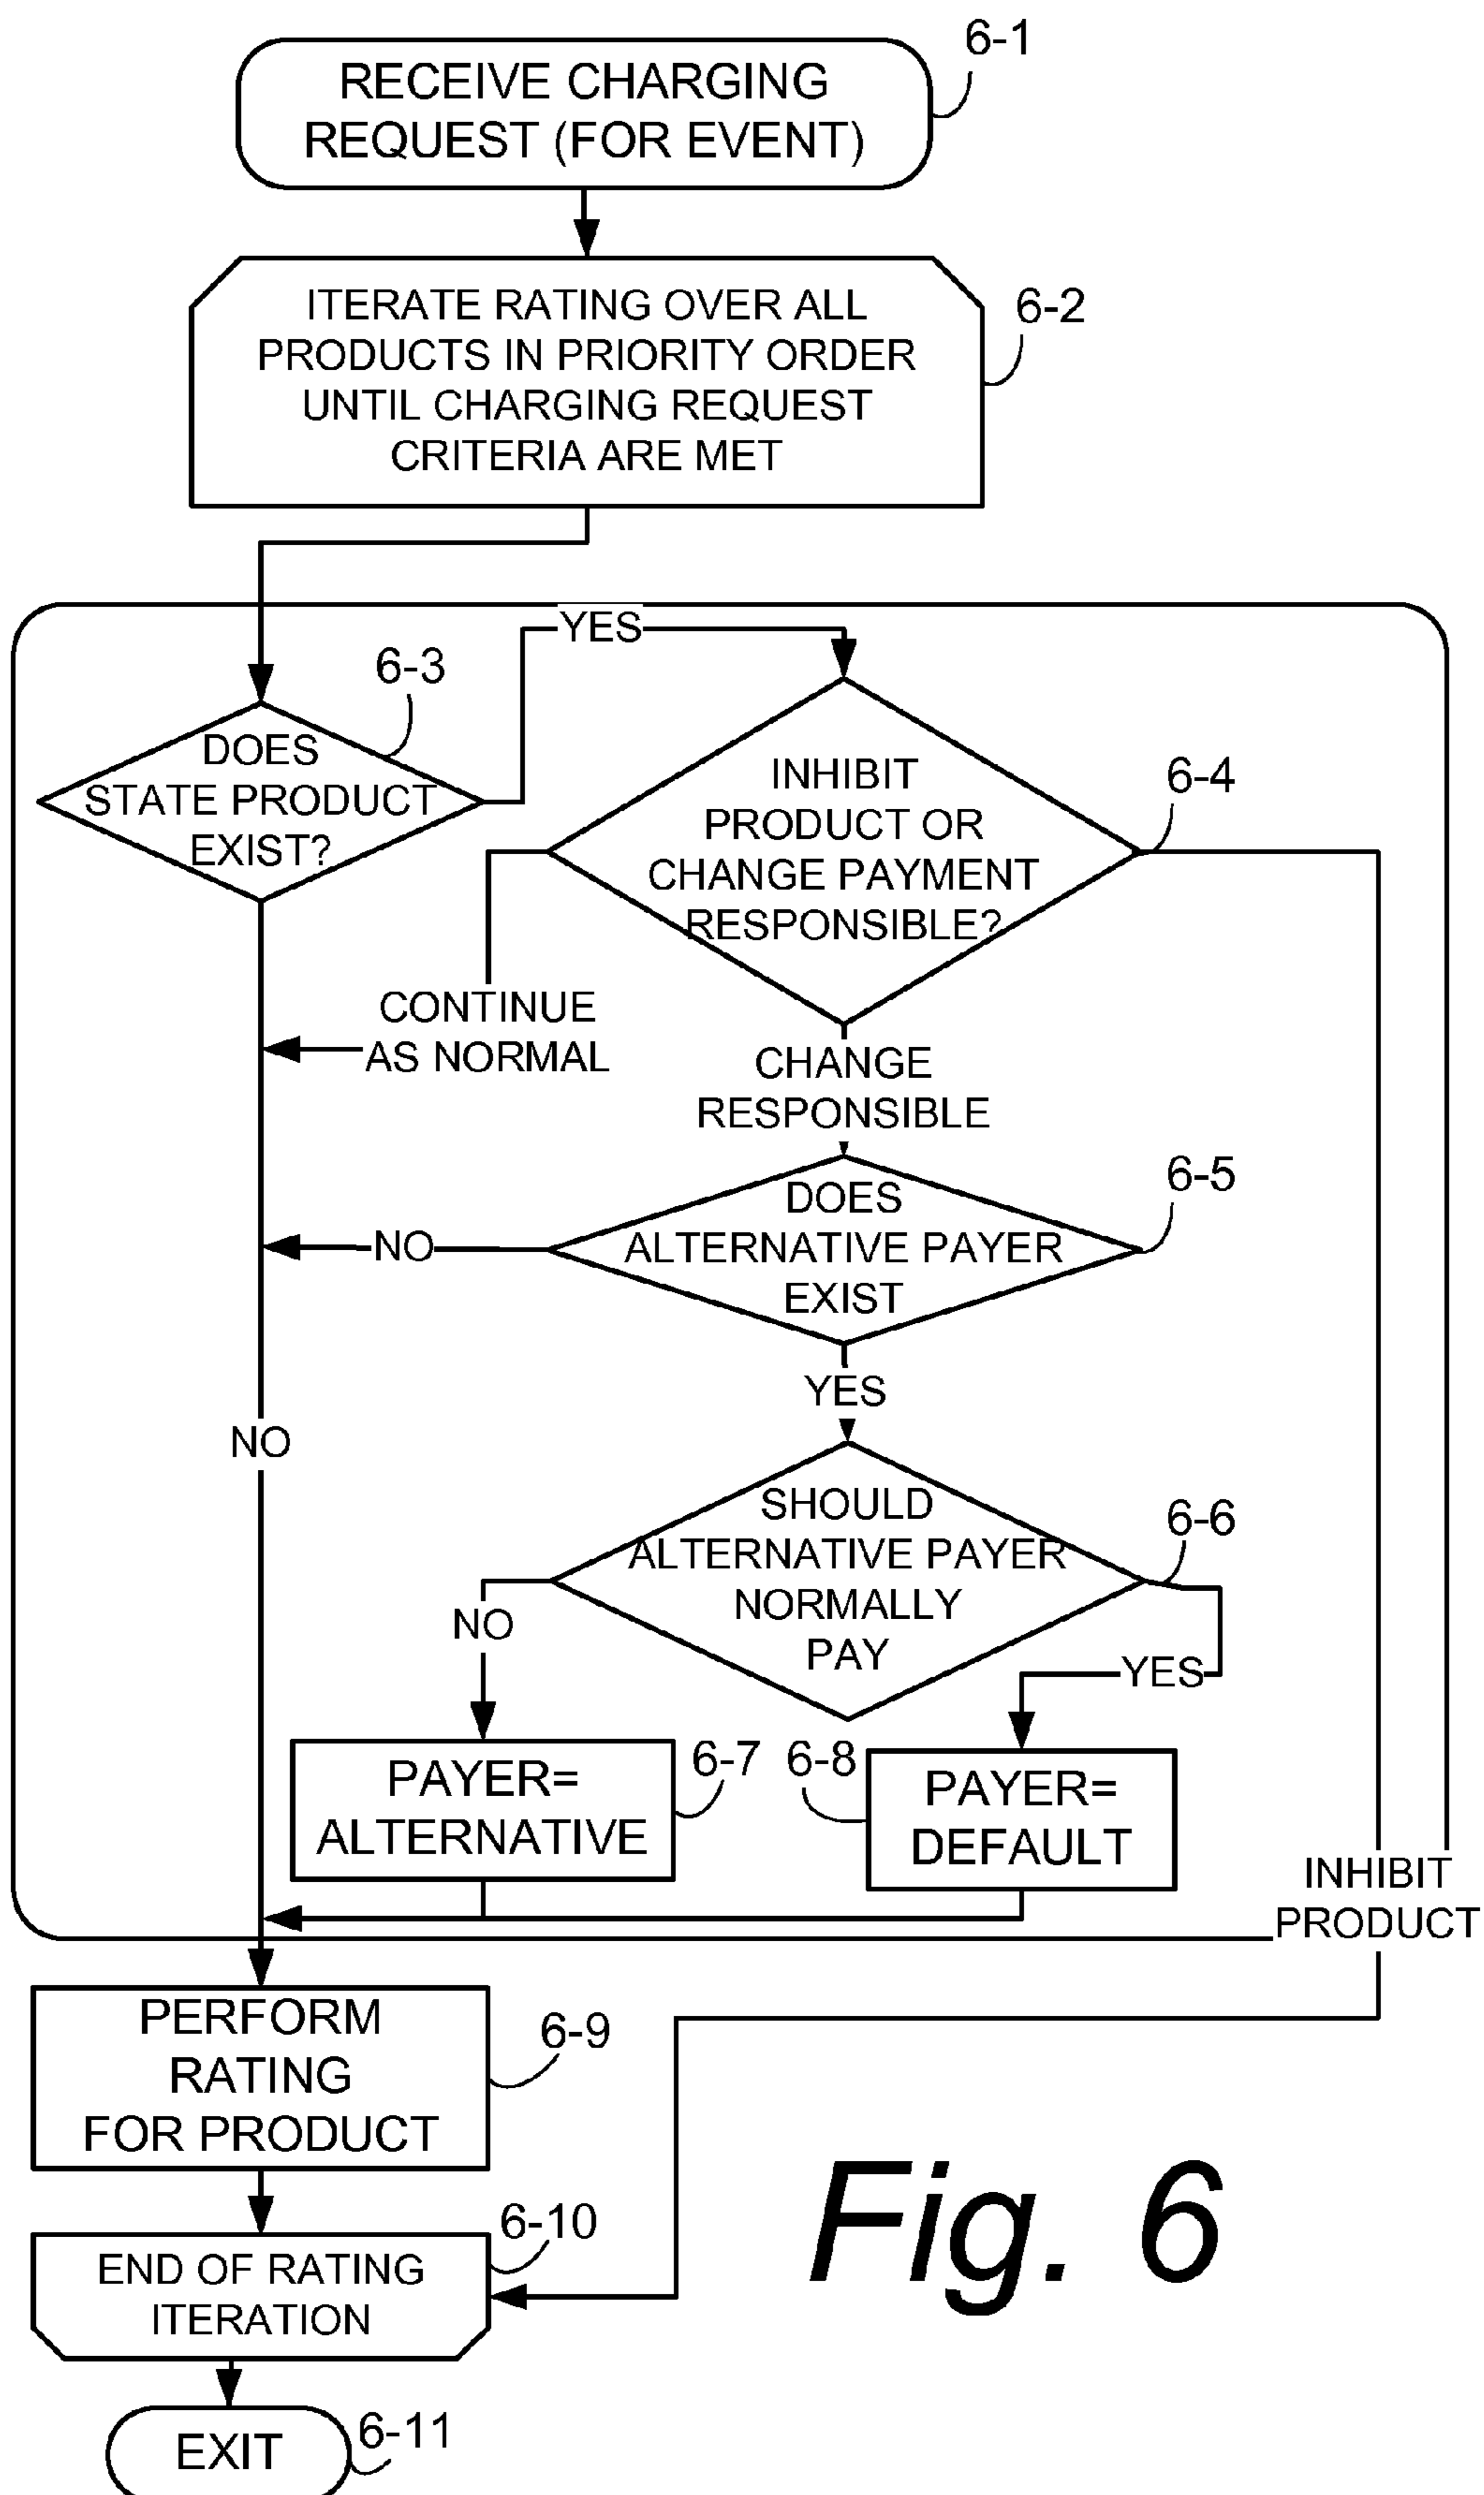 6-1
RECEIVE CHARGING
REQUEST (FOR EVENT)
6-2
ITERATE RATING OVER ALL
PRODUCTS IN PRIORITY ORDER
UNTIL CHARGING REQUEST
CRITERIA ARE MET
YES
6-3
DOES
STATE PRODUCT
EXIST?
6-4
INHIBIT
PRODUCT OR
CHANGE PAYMENT
RESPONSIBLE?
CONTINUE
AS NORMAL
CHANGE
RESPONSIBLE
6-5
DOES
ALTERNATIVE PAYER
EXIST
NO
YES
NO
6-6
SHOULD
ALTERNATIVE PAYER
NORMALLY
PAY
NO
YES
6-7
PAYER=
ALTERNATIVE
6-8
PAYER=
DEFAULT
INHIBIT
PRODUCT
PERFORM
RATING
FOR PRODUCT
6-9
6-10
END OF RATING
ITERATION
Fig. 6
EXIT
6-11